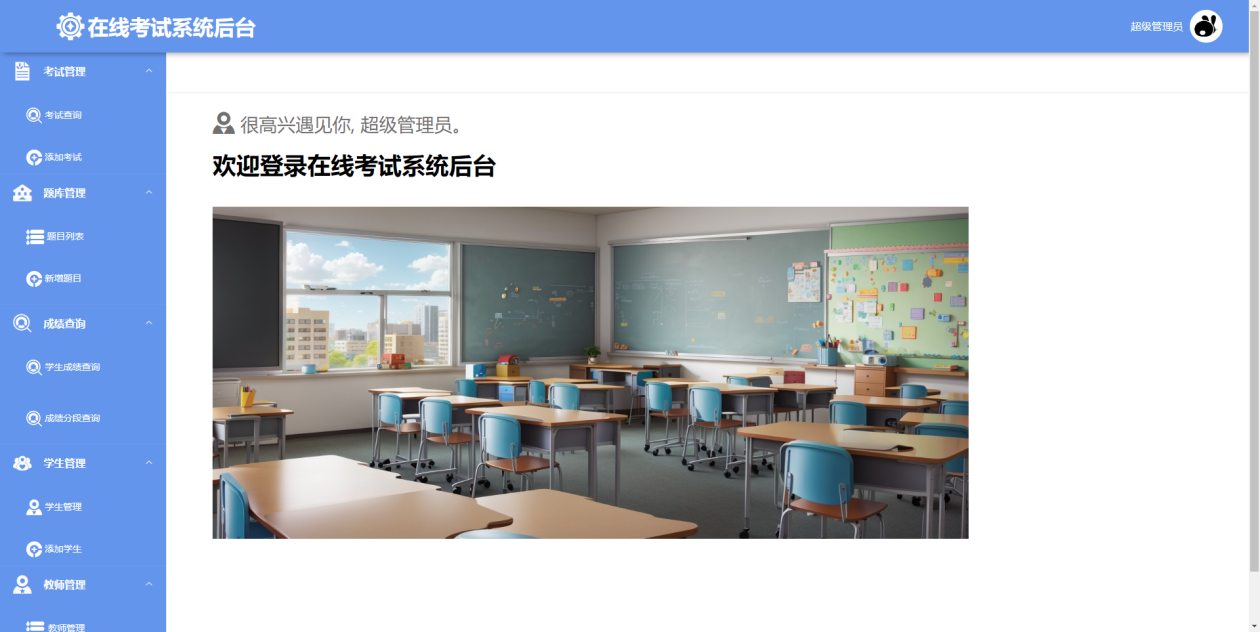 在线考试系统后台
超级管理员
考试管理
考试查询
添加考试
题库管理
题目列表
新增题目
成绩查询
学生成绩查询
成绩分段查询
学生管理
学生管理
添加学生
教师管理
教师管理
很高兴遇见你, 超级管理员。
欢迎登录在线考试系统后台